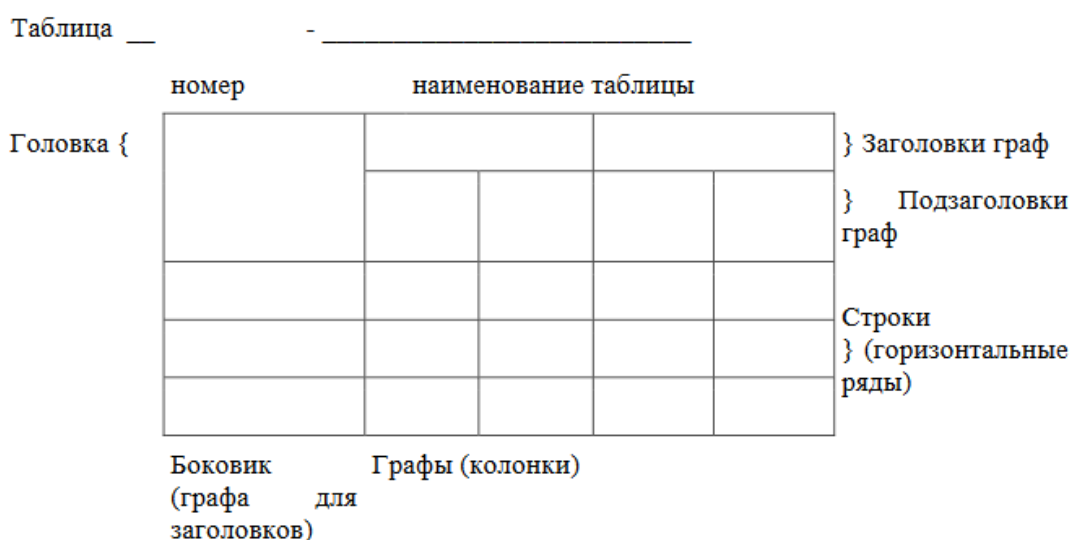 Таблица __ - __________________________
номер наименование таблицы
Головка { } Заголовки граф
} Подзаголовки
граф
Строки
} (горизонтальные
ряды)
Боковик Графы (колонки)
(графа для
заголовков)